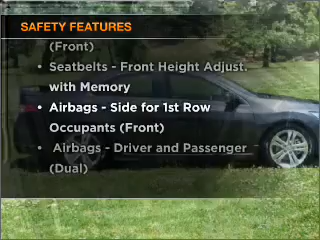 SAFETY FEATURES
(Front)
• Seatbelts - Front Height Adjust.
with Memory
• Airbags - Side for 1st Row
Occupants (Front)
• Airbags - Driver and Passenger
(Dual)